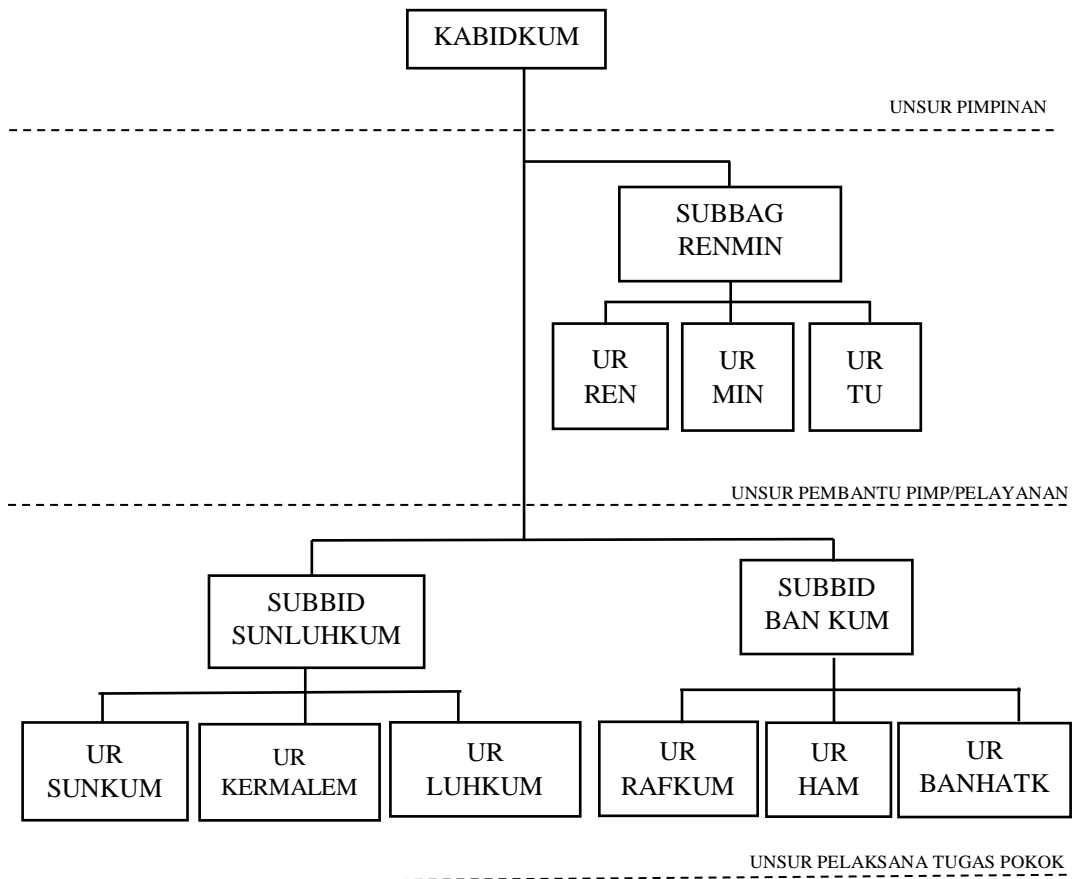 KABIDKUM
UNSUR PIMPINAN
SUBBAG
RENMIN
UR
REN
UR
MIN
UR
TU
UNSUR PEMBANTU PIMP/PELAYANAN
SUBBID
SUNLUHKUM
SUBBID
BAN KUM
UR
SUNKUM
UR
KERMALEM
UR
LUHKUM
UR
RAFKUM
UR
HAM
UR
BANHATK
UNSUR PELAKSANA TUGAS POKOK